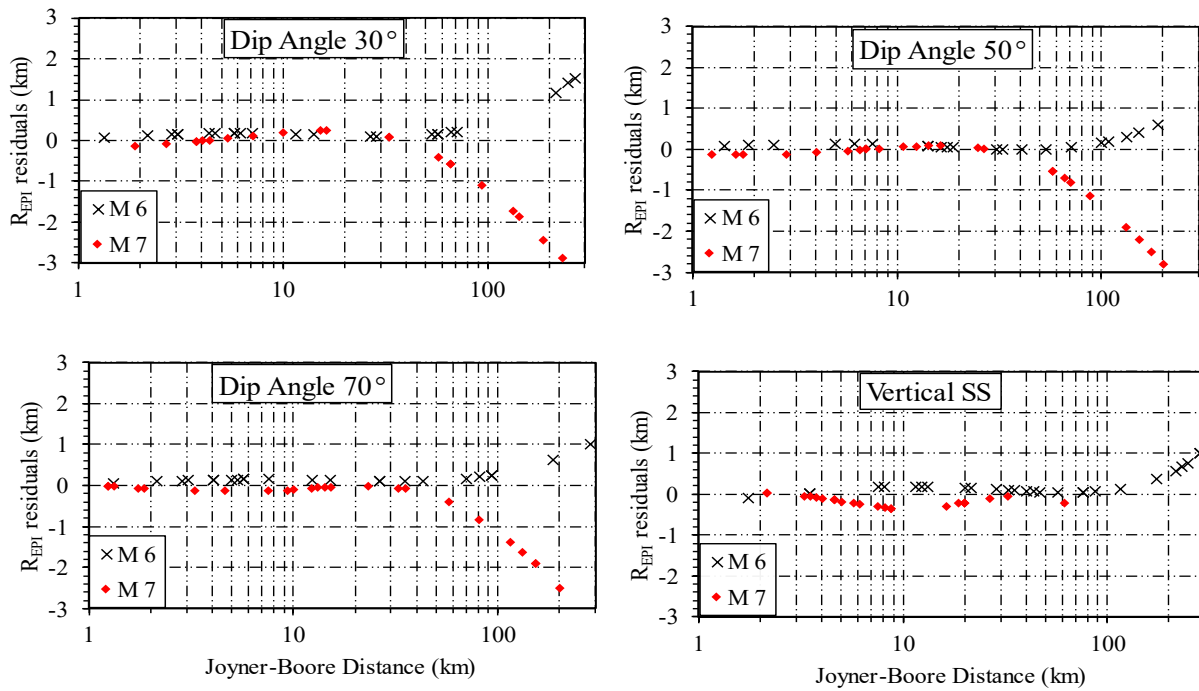 Dip Angle 30°
R_EPI residuals (km)
3
2
1
0
-1
-2
-3
× M 6
◆ M 7
1 10 100
Dip Angle 50°
R_EPI residuals (km)
3
2
1
0
-1
-2
-3
× M 6
◆ M 7
1 10 100
Joyner-Boore Distance (km)
Dip Angle 70°
R_EPI residuals (km)
3
2
1
0
-1
-2
-3
× M 6
◆ M 7
1 10 100
Joyner-Boore Distance (km)
Vertical SS
R_EPI residuals (km)
3
2
1
0
-1
-2
-3
× M 6
◆ M 7
1 10 100